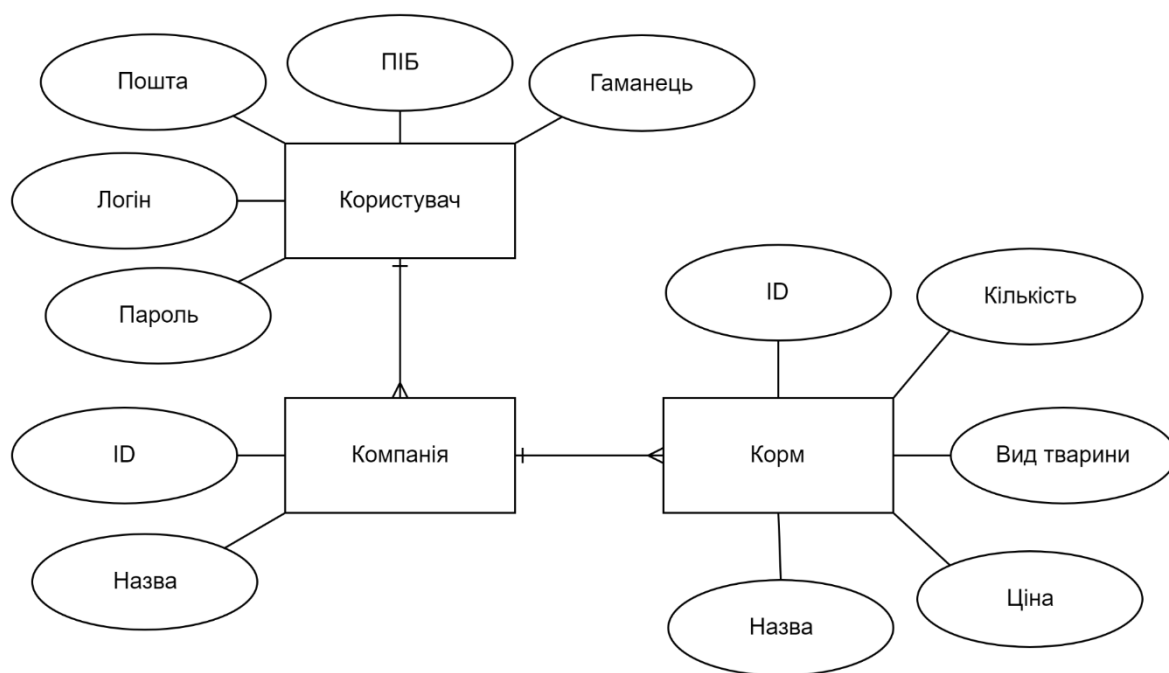 ПІБ
Пошта
Гаманець
Логін
Користувач
Пароль
ID
Кількість
ID
Компанія
Корм
Вид тварини
Назва
Назва
Ціна